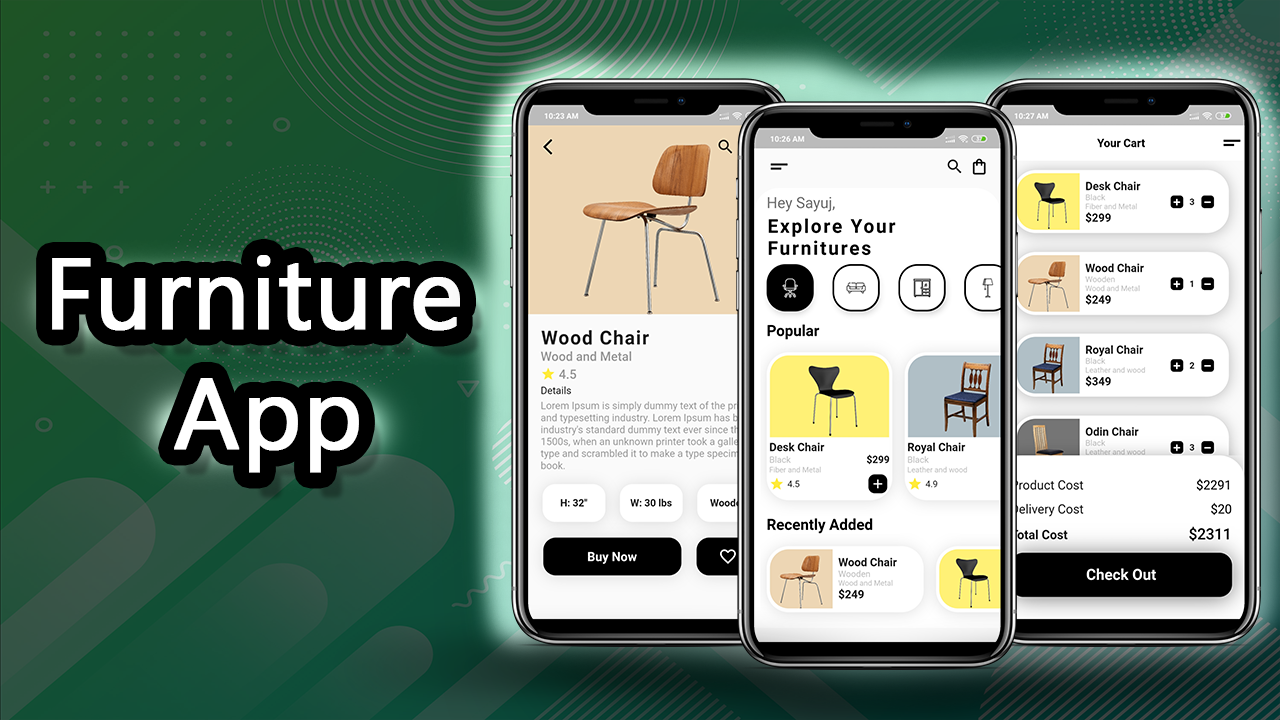 Furniture
App
10:23 AM
Wood Chair
Wood and Metal
4.5
Details
Lorem Ipsum is simply dummy text of the
and typesetting industry. Lorem Ipsum has
industry's standard dummy text ever since
1500s, when an unknown printer took a
type and scrambled it to make a type
book.
H: 32"
W: 30 lbs
Buy Now
10:26 AM
Hey Sayuj,
Explore Your
Furnitures
Popular
Desk Chair
Black
Fiber and Metal
$299
4.5
Royal Chair
Black
Leather and wood
4.9
Recently Added
Wood Chair
Wooden
Wood and Metal
$249
10:27 AM
Your Cart
Desk Chair
Black
Fiber and Metal
$299
3
Wood Chair
Wooden
Wood and Metal
$249
1
Royal Chair
Black
Leather and wood
$349
2
Odin Chair
Black
Leather and wood
3
Product Cost $2291
Delivery Cost $20
Total Cost $2311
Check Out